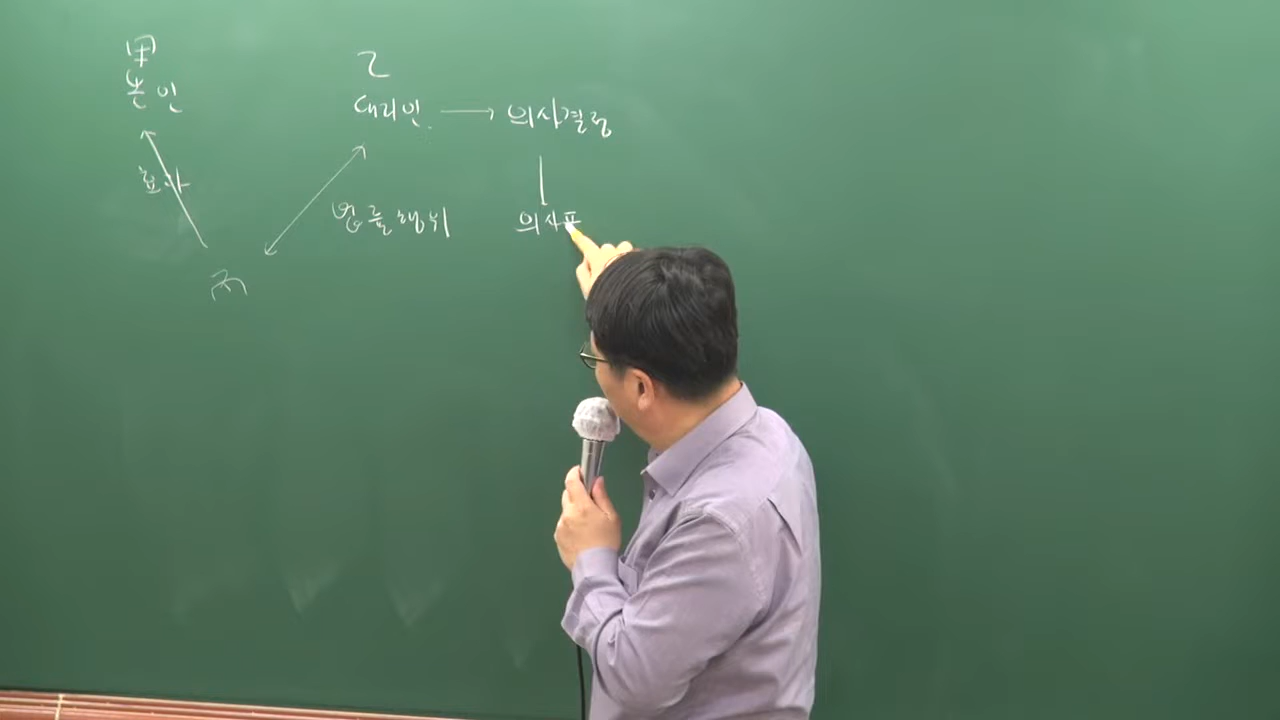 甲
본인
乙
대리인 → 의사결정
효과
법률행위
의사표
丙